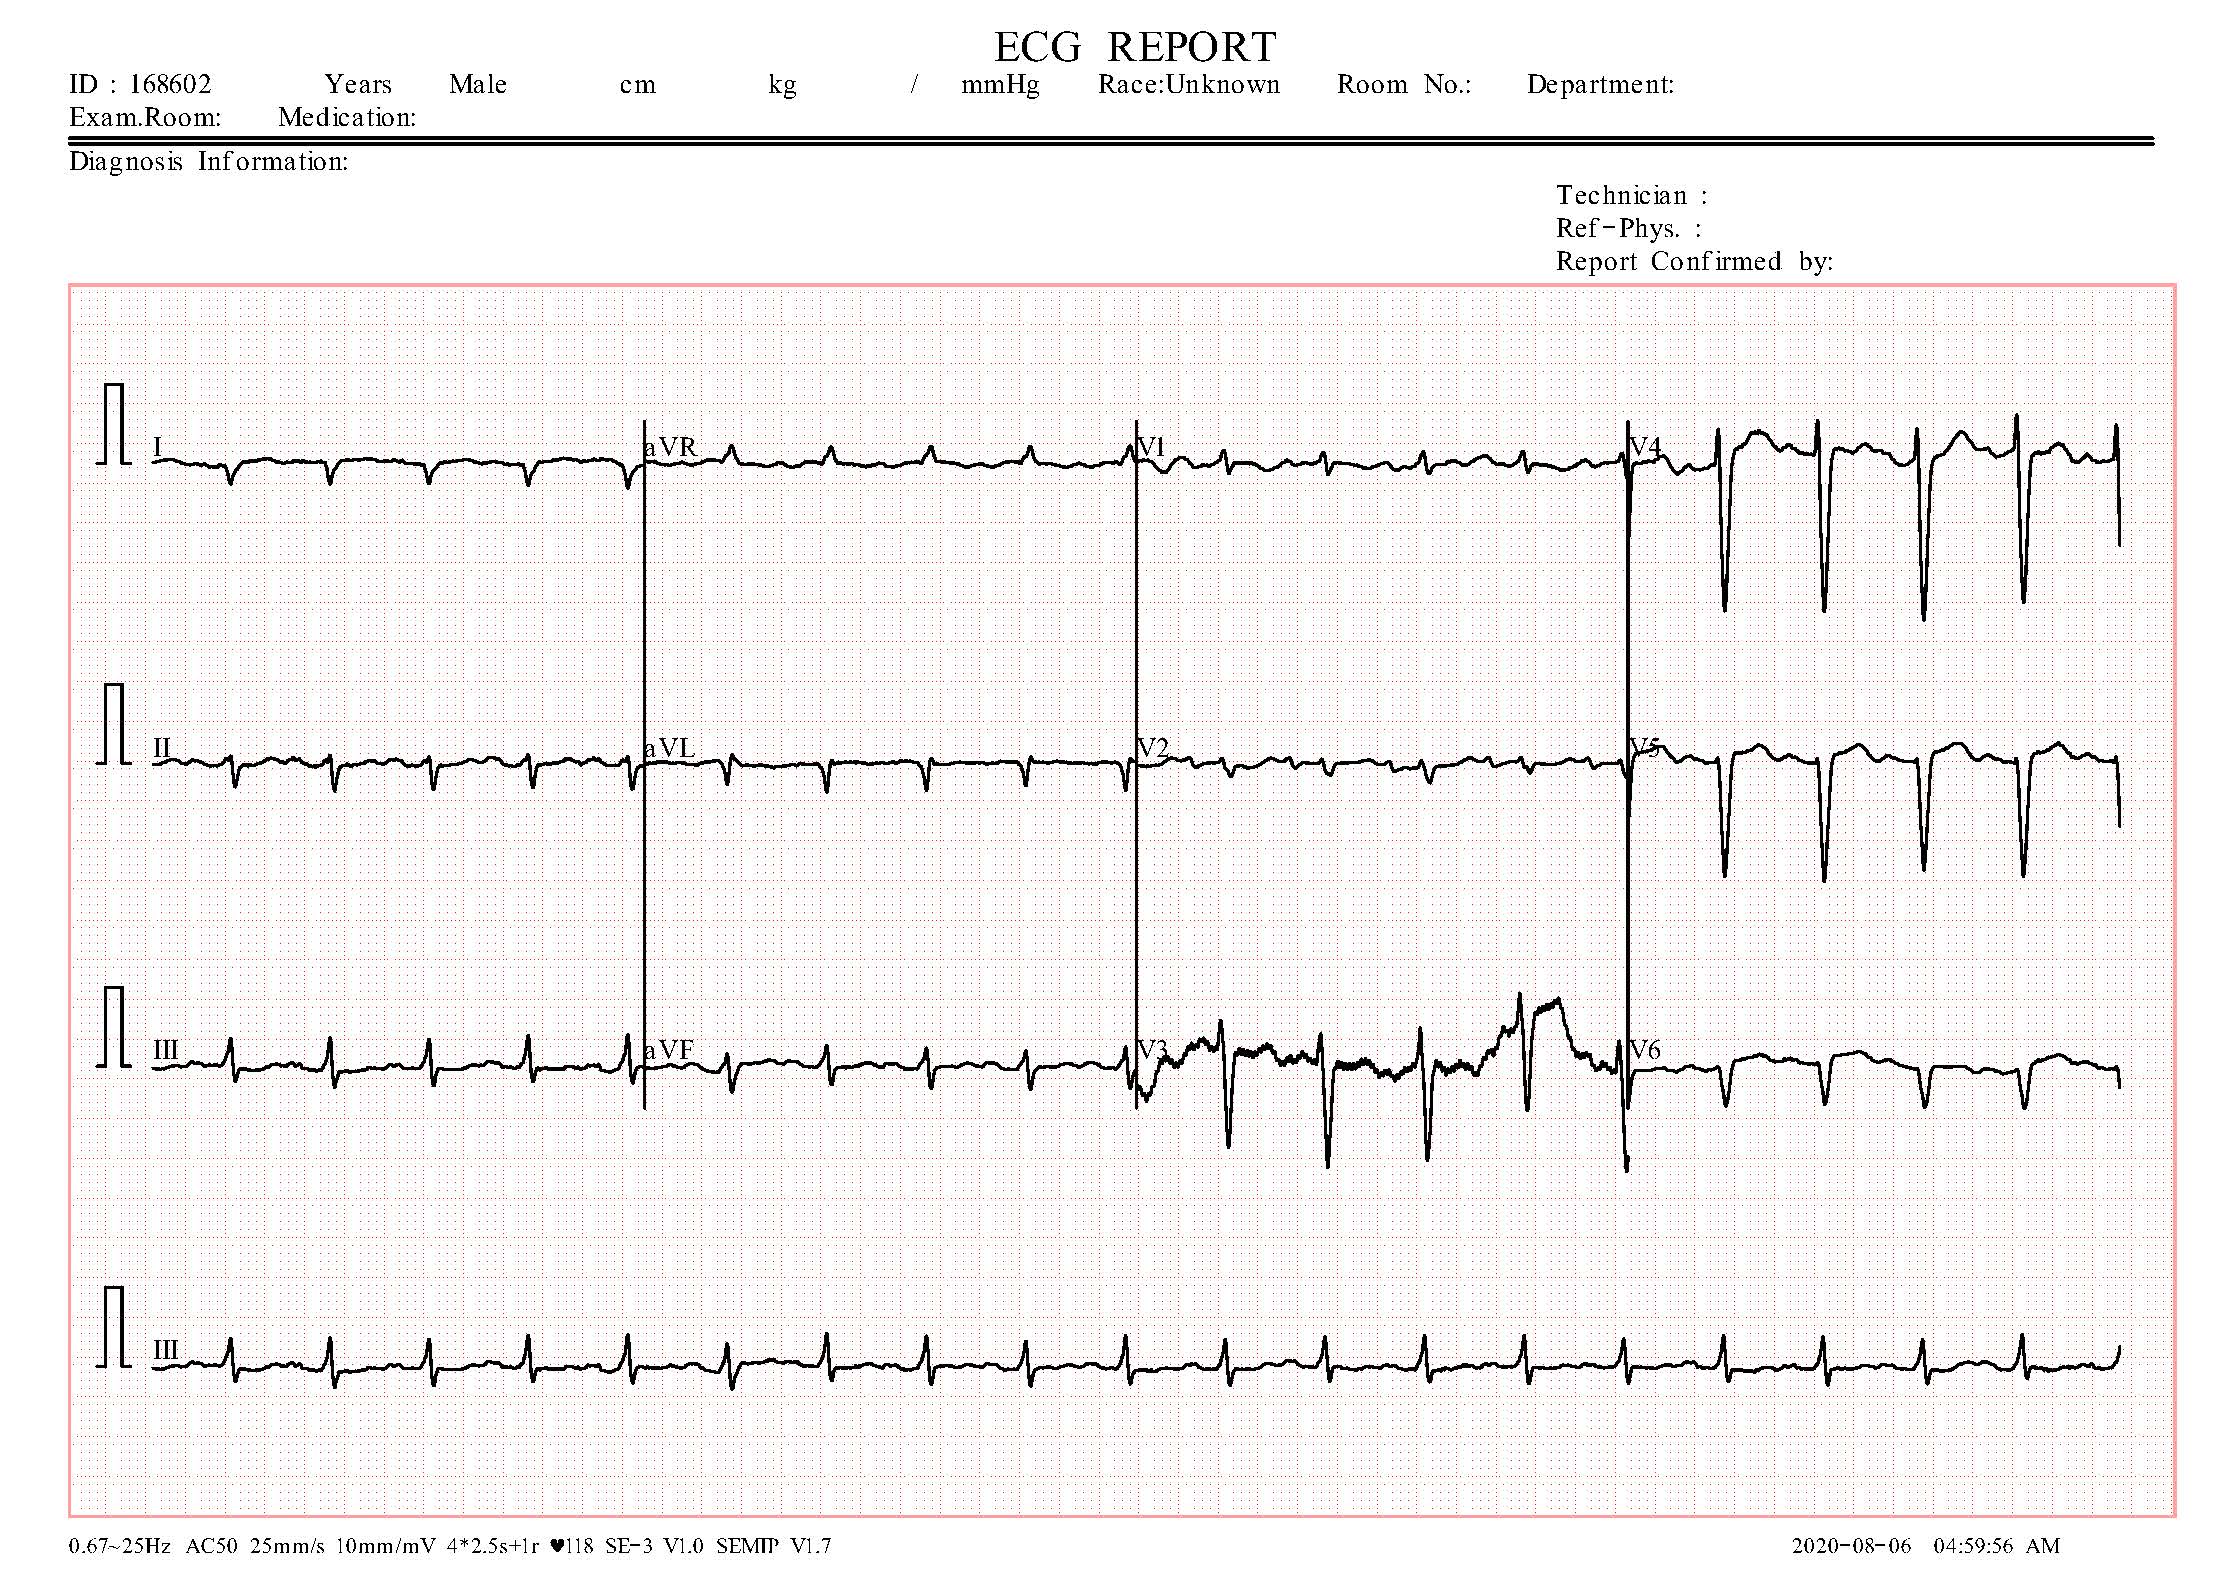 ECG REPORT
ID : 168602 Years Male cm kg / mmHg Race:Unknown Room No.: Department:
Exam.Room: Medication:
Diagnosis Information:
Technician :
Ref-Phys. :
Report Confirmed by:
I aVR V1 V4
II aVL V2 V5
III aVF V3 V6
III
0.67~25Hz AC50 25mm/s 10mm/mV 4*2.5s+1r ♥118 SE-3 V1.0 SEMIP V1.7
2020-08-06 04:59:56 AM